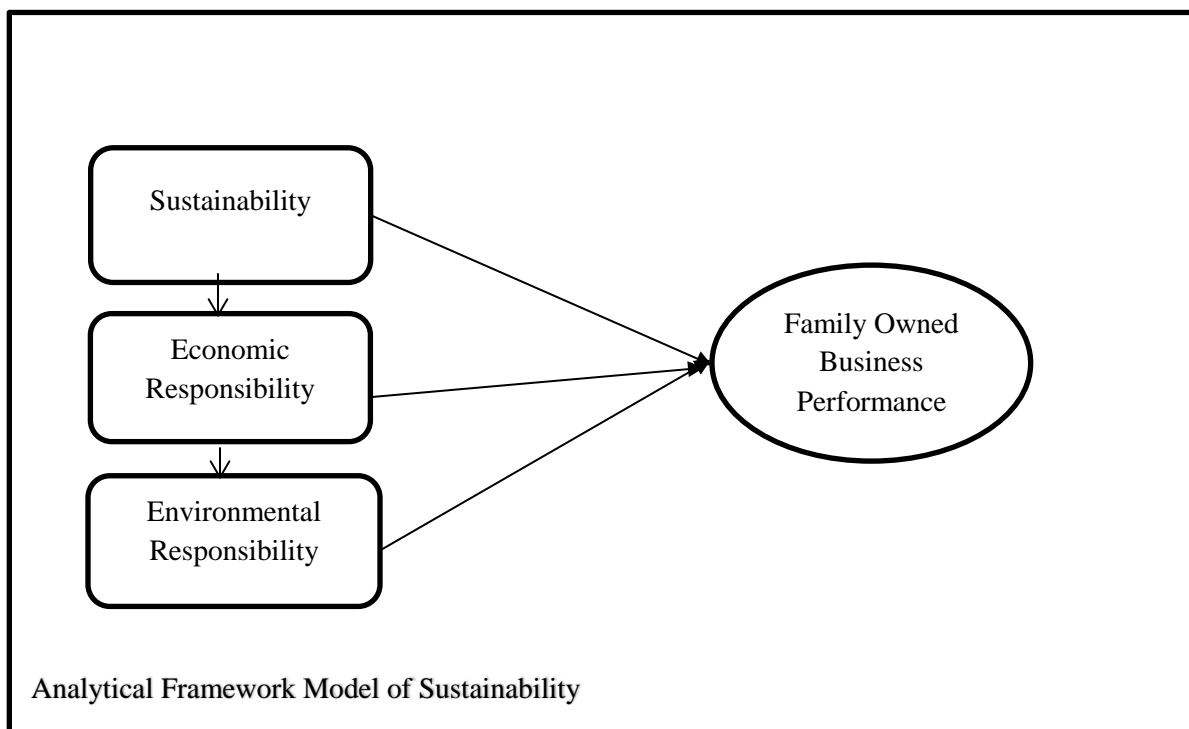 Sustainability
Economic
Responsibility
Environmental
Responsibility
Family Owned
Business
Performance
Analytical Framework Model of Sustainability